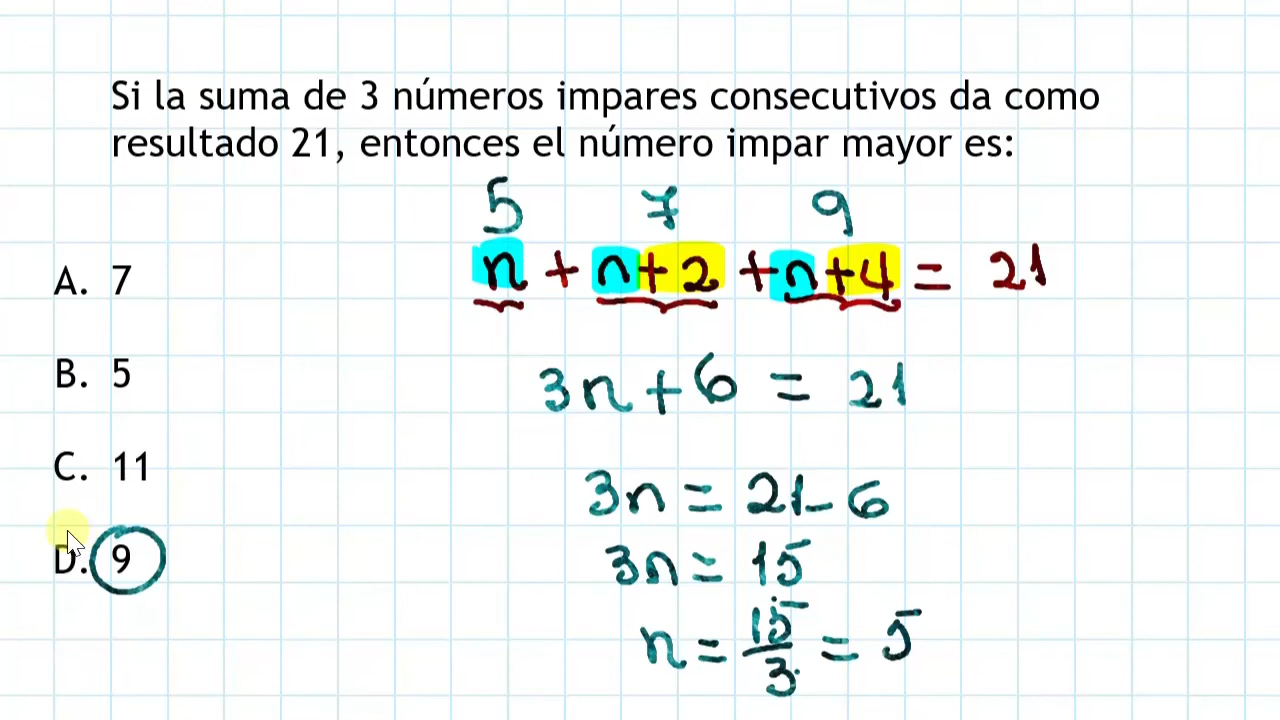 Si la suma de 3 números impares consecutivos da como
resultado 21, entonces el número impar mayor es:
5 7 9
n + n+2 + n+4 = 21
A. 7
3n+6 = 21
B. 5
C. 11
3n = 21-6
D. 9
3n = 15
n = 15/3 = 5